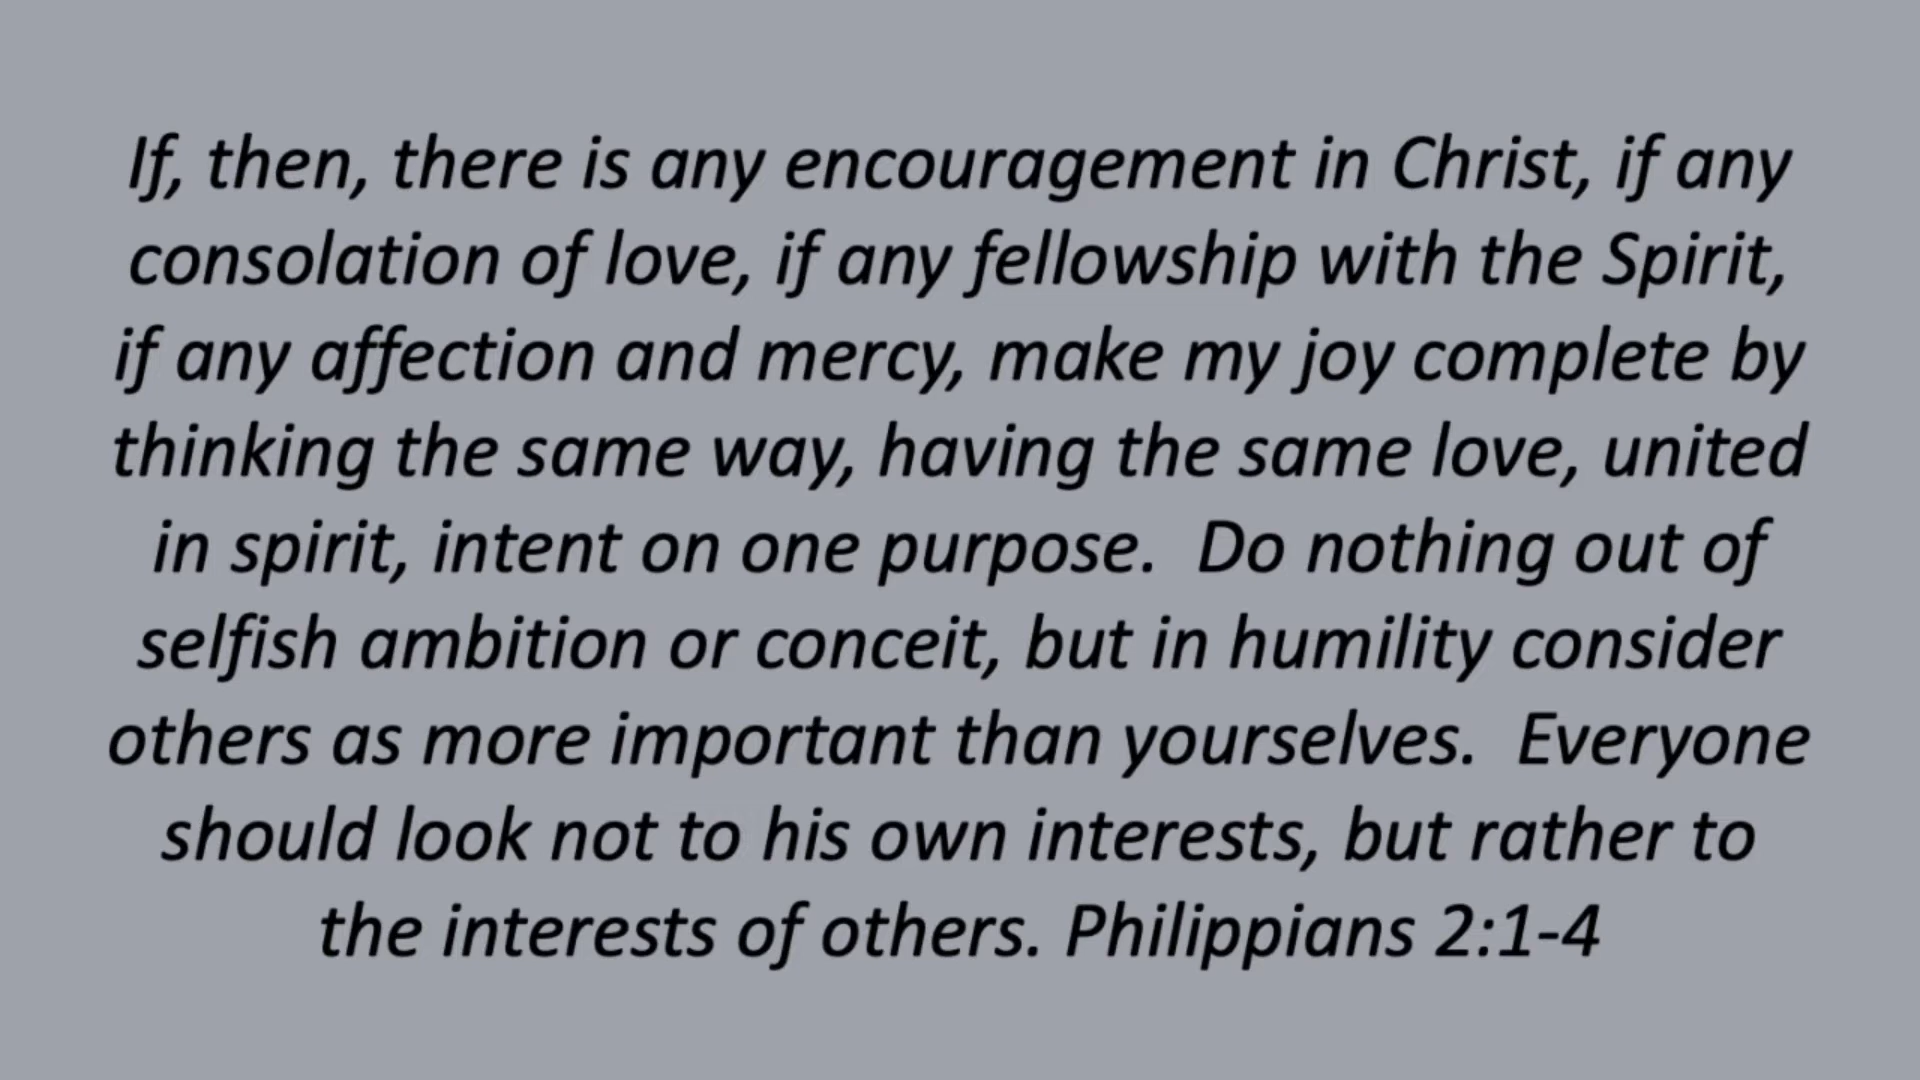 If, then, there is any encouragement in Christ, if any
consolation of love, if any fellowship with the Spirit,
if any affection and mercy, make my joy complete by
thinking the same way, having the same love, united
in spirit, intent on one purpose.  Do nothing out of
selfish ambition or conceit, but in humility consider
others as more important than yourselves.  Everyone
should look not to his own interests, but rather to
the interests of others. Philippians 2:1-4